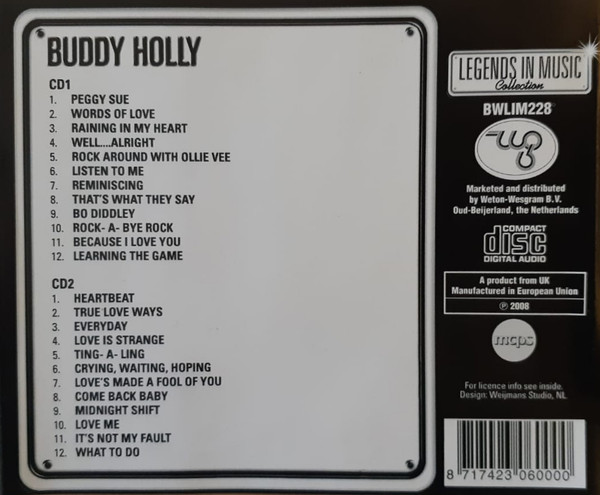 BUDDY HOLLY
CD1
1. PEGGY SUE
2. WORDS OF LOVE
3. RAINING IN MY HEART
4. WELL....ALRIGHT
5. ROCK AROUND WITH OLLIE VEE
6. LISTEN TO ME
7. REMINISCING
8. THAT'S WHAT THEY SAY
9. BO DIDDLEY
10. ROCK- A- BYE ROCK
11. BECAUSE I LOVE YOU
12. LEARNING THE GAME
CD2
1. HEARTBEAT
2. TRUE LOVE WAYS
3. EVERYDAY
4. LOVE IS STRANGE
5. TING- A- LING
6. CRYING, WAITING, HOPING
7. LOVE'S MADE A FOOL OF YOU
8. COME BACK BABY
9. MIDNIGHT SHIFT
10. LOVE ME
11. IT'S NOT MY FAULT
12. WHAT TO DO
LEGENDS IN MUSIC
Collection
BWLIM228
Marketed and distributed
by Weton-Wesgram B.V.
Oud-Beijerland, the Netherlands
COMPACT
disc
DIGITAL AUDIO
A product from UK
Manufactured in European Union
℗ 2008
mcps
For licence info see inside.
Design: Weijmans Studio, NL
8 717423 060000